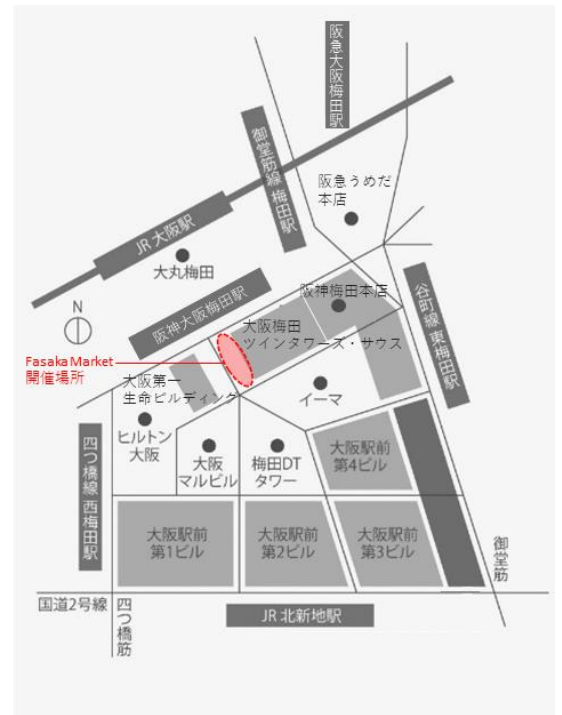 阪急大阪梅田駅
御堂筋線 梅田駅
阪急うめだ
本店
JR 大阪駅
大丸梅田
阪神大阪梅田駅
阪神梅田本店
谷町線 東梅田駅
N
大阪梅田
ツインタワーズ・サウス
Fasaka Market
開催場所
大阪第一
生命ビルディング
イーマ
ヒルトン
大阪
大阪
マルビル
梅田DT
タワー
大阪駅前
第4ビル
四つ橋線 西梅田駅
大阪駅前
第1ビル
大阪駅前
第2ビル
大阪駅前
第3ビル
御堂筋
国道2号線
四つ橋筋
JR 北新地駅